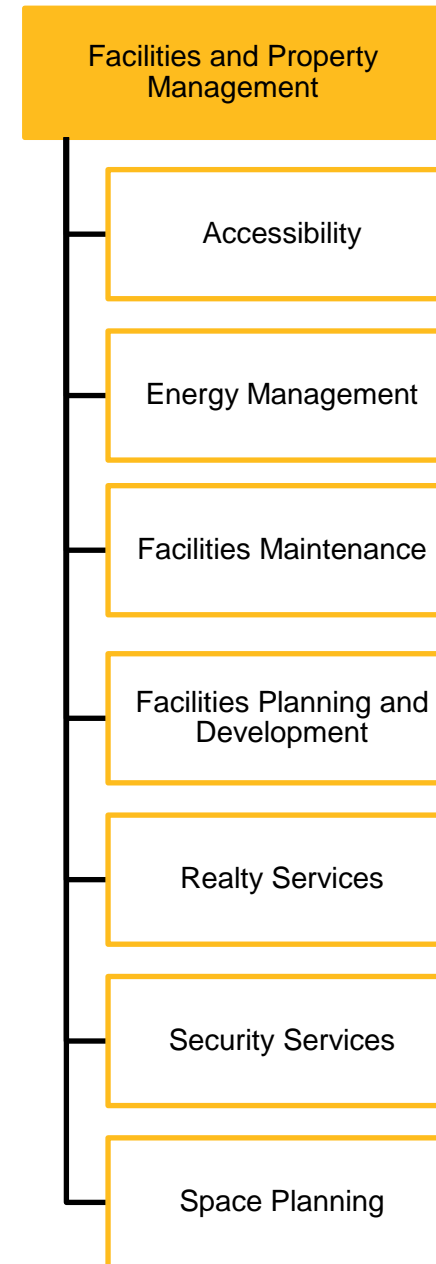 Facilities and Property
Management
Accessibility
Energy Management
Facilities Maintenance
Facilities Planning and
Development
Realty Services
Security Services
Space Planning